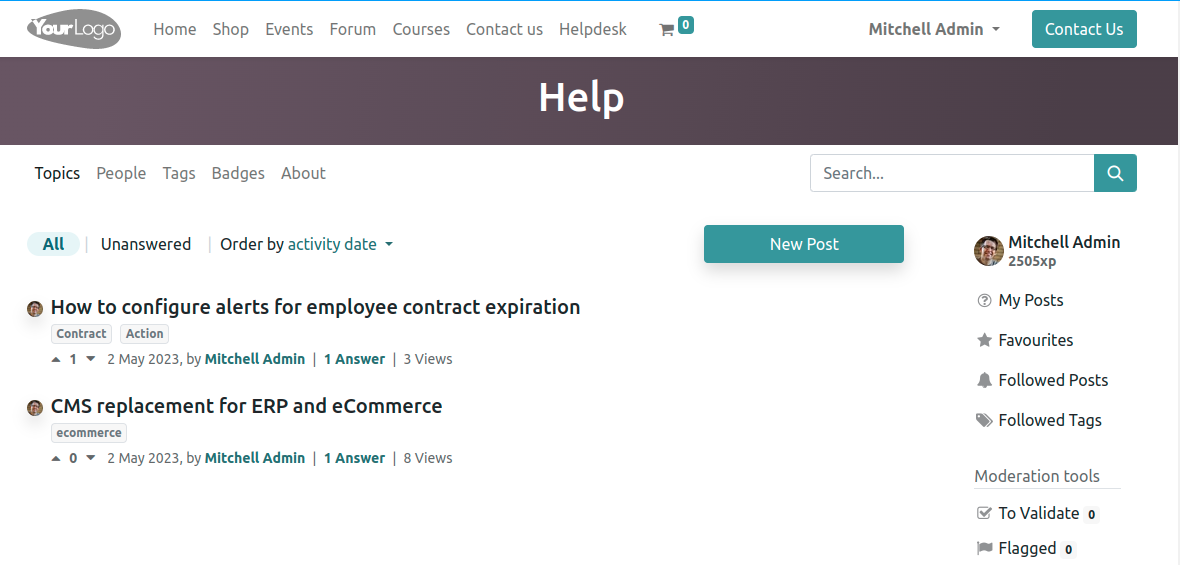 YourLogo Home Shop Events Forum Courses Contact us Helpdesk 0 Mitchell Admin Contact Us
Help
Topics People Tags Badges About Search...
All | Unanswered | Order by activity date New Post
Mitchell Admin
2505xp
My Posts
Favourites
Followed Posts
Followed Tags
How to configure alerts for employee contract expiration
Contract Action
1 2 May 2023, by Mitchell Admin | 1 Answer | 3 Views
CMS replacement for ERP and eCommerce
ecommerce
0 2 May 2023, by Mitchell Admin | 1 Answer | 8 Views
Moderation tools
To Validate 0
Flagged 0